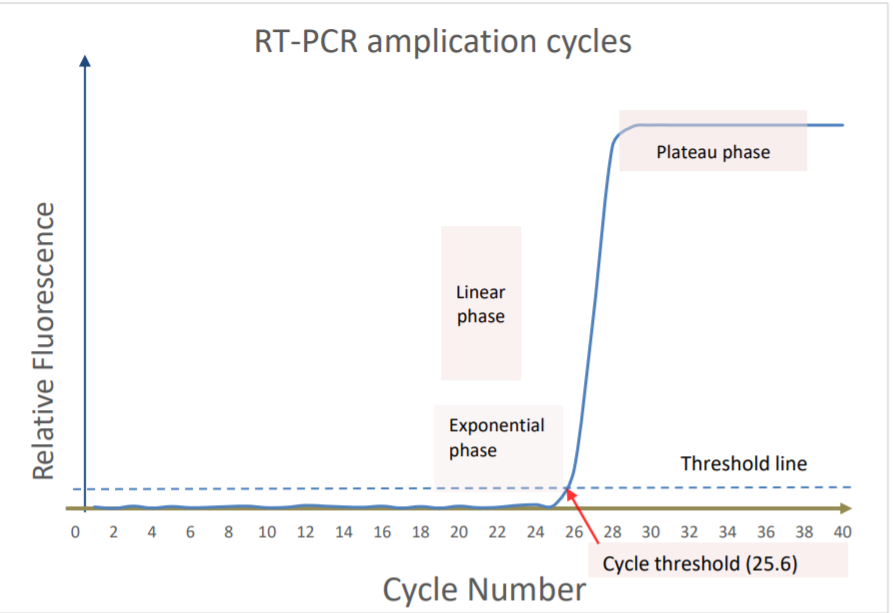 RT-PCR amplication cycles
Relative Fluorescence
Plateau phase
Linear
phase
Exponential
phase
Threshold line
0 2 4 6 8 10 12 14 16 18 20 22 24 26 28 30 32 34 36 38 40
Cycle threshold (25.6)
Cycle Number